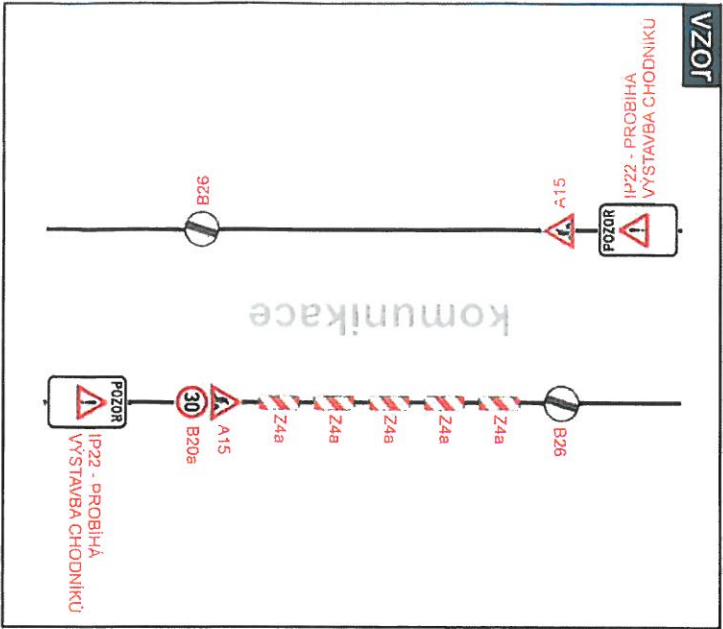 vzor
IP22 - PROBÍHÁ
VÝSTAVBA CHODNÍKU
POZOR
A15
B26
komunikace
B26
Z4a
Z4a
Z4a
Z4a
Z4a
A15
30
B20a
POZOR
IP22 - PROBÍHÁ
VÝSTAVBA CHODNÍKŮ